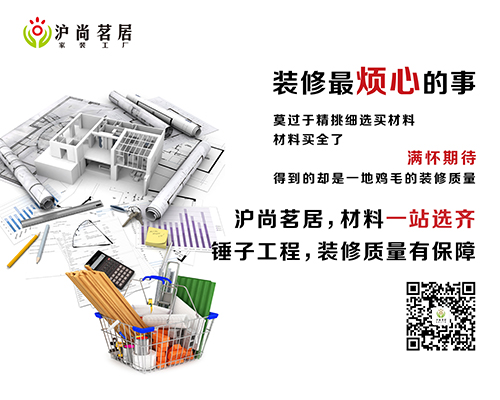 沪尚茗居
家装工厂
装修最烦心的事
莫过于精挑细选买材料
材料买全了
满怀期待
得到的却是一地鸡毛的装修质量
沪尚茗居,材料一站选齐
锤子工程,装修质量有保障